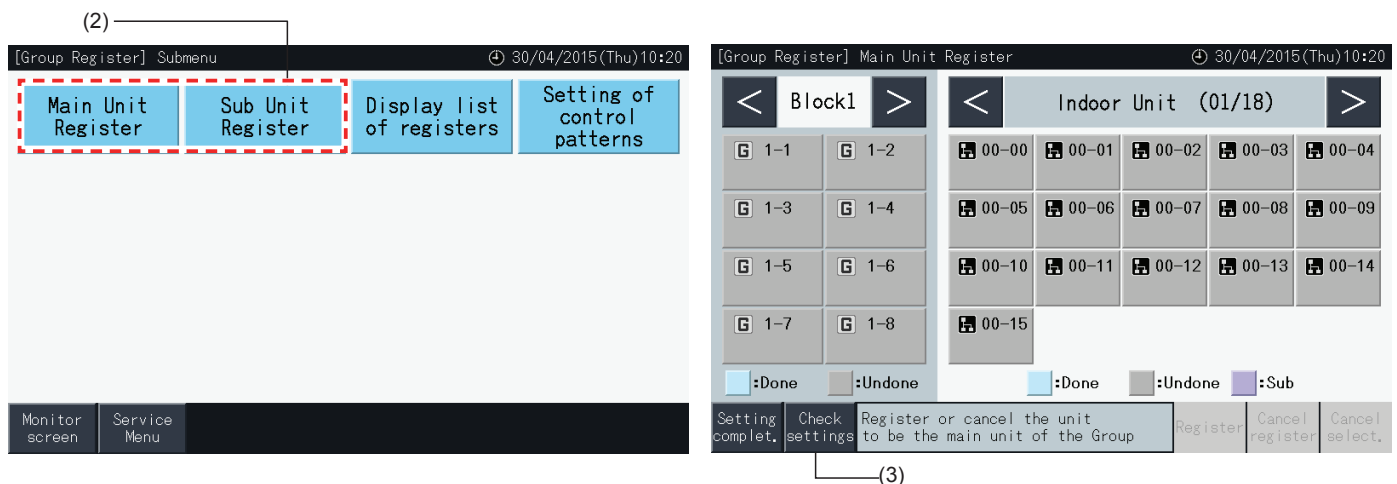 (2)
[Group Register] Submenu 30/04/2015(Thu)10:20
Main Unit
Register
Sub Unit
Register
Display list
of registers
Setting of
control
patterns
Monitor
screen
Service
Menu
[Group Register] Main Unit Register 30/04/2015(Thu)10:20
< Block1 >
< Indoor Unit (01/18) >
G 1-1 G 1-2
G 1-3 G 1-4
G 1-5 G 1-6
G 1-7 G 1-8
:Done :Undone
00-00 00-01 00-02 00-03 00-04
00-05 00-06 00-07 00-08 00-09
00-10 00-11 00-12 00-13 00-14
00-15
:Done :Undone :Sub
Setting
complet.
Check
settings
Register or cancel the unit
to be the main unit of the Group
Register
Cancel
register
Cancel
select.
(3)